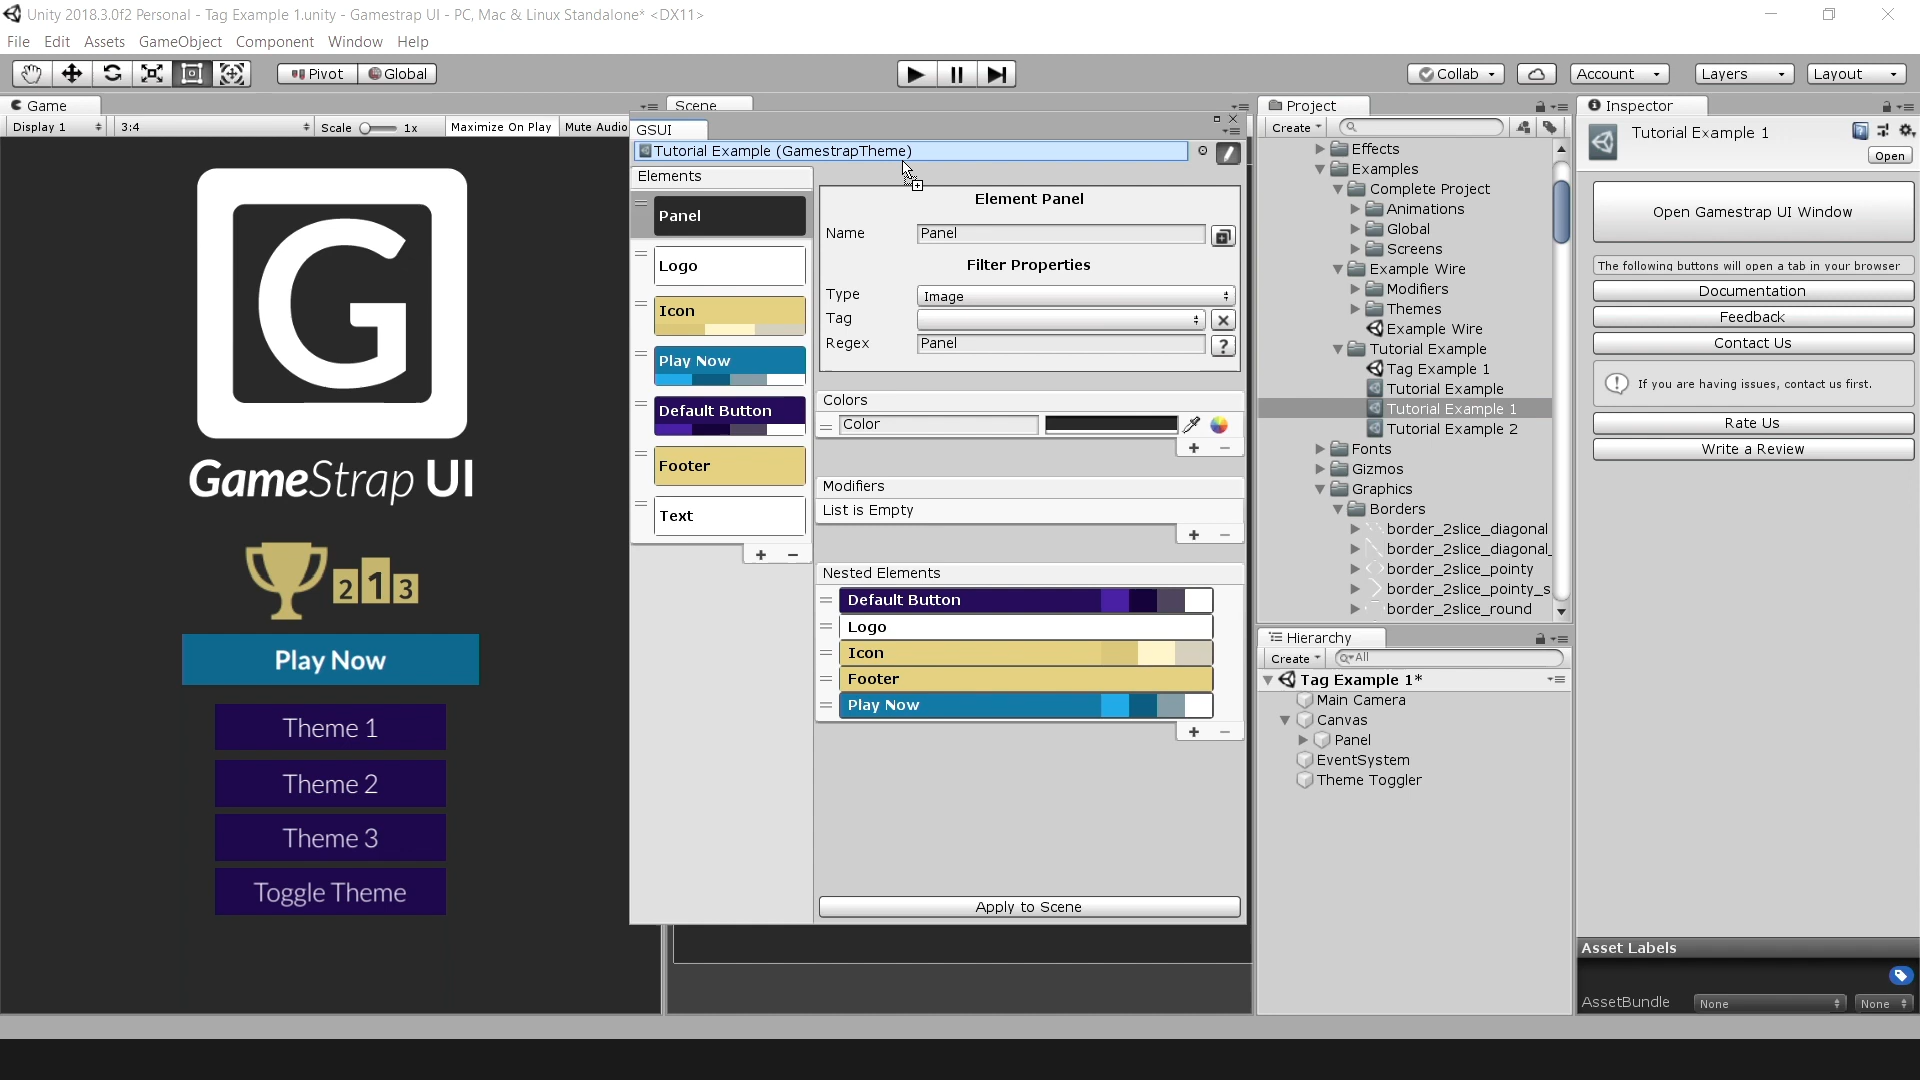 Unity 2018.3.0f2 Personal - Tag Example 1.unity - Gamestrap UI - PC, Mac & Linux Standalone* <DX11>
File Edit Assets GameObject Component Window Help
Pivot Global Collab Account Layers Layout
Game
Display 1 3:4 Scale 1x Maximize On Play Mute Audio
G
GameStrap UI
2 1 3
Play Now
Theme 1
Theme 2
Theme 3
Toggle Theme
Scene
GSUI
Tutorial Example (GamestrapTheme)
Elements
Panel
Logo
Icon
Play Now
Default Button
Footer
Text
+ −
Element Panel
Name Panel
Filter Properties
Type Image
Tag
Regex Panel ?
Colors
Color
+ −
Modifiers
List is Empty
+ −
Nested Elements
Default Button
Logo
Icon
Footer
Play Now
+ −
Apply to Scene
Project
Create
Effects
Examples
Complete Project
Animations
Global
Screens
Example Wire
Modifiers
Themes
Example Wire
Tutorial Example
Tag Example 1
Tutorial Example
Tutorial Example 1
Tutorial Example 2
Fonts
Gizmos
Graphics
Borders
border_2slice_diagonal
border_2slice_diagonal_
border_2slice_pointy
border_2slice_pointy_s
border_2slice_round
Hierarchy
Create All
Tag Example 1*
Main Camera
Canvas
Panel
EventSystem
Theme Toggler
Inspector
Tutorial Example 1
Open
Open Gamestrap UI Window
The following buttons will open a tab in your browser
Documentation
Feedback
Contact Us
If you are having issues, contact us first.
Rate Us
Write a Review
Asset Labels
AssetBundle None None